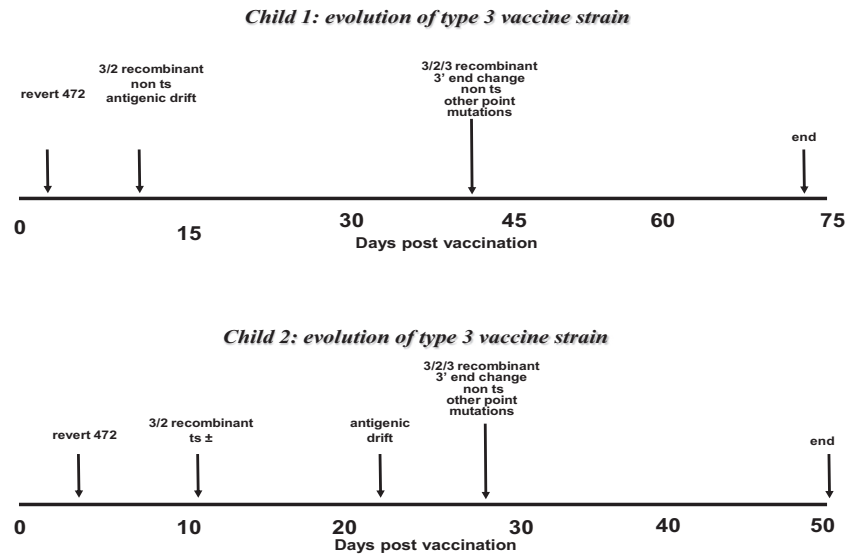 Child 1: evolution of type 3 vaccine strain
revert 472
3/2 recombinant
non ts
antigenic drift
3/2/3 recombinant
3' end change
non ts
other point
mutations
end
0 15 30 45 60 75
Days post vaccination
Child 2: evolution of type 3 vaccine strain
revert 472
3/2 recombinant
ts ±
antigenic
drift
3/2/3 recombinant
3' end change
non ts
other point
mutations
end
0 10 20 30 40 50
Days post vaccination